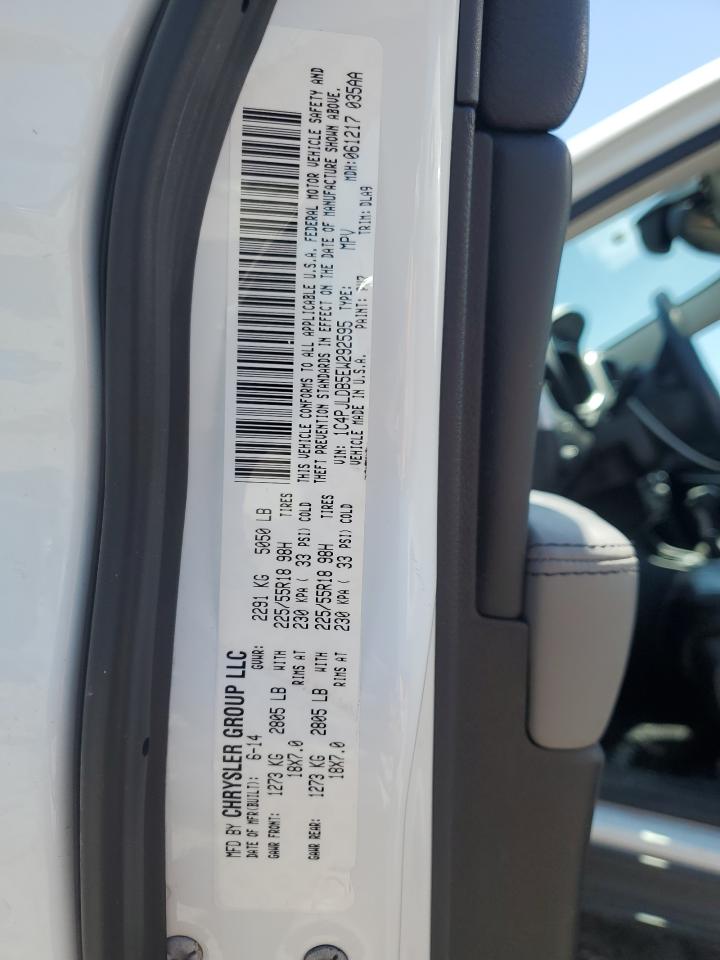 MFD BY CHRYSLER GROUP LLC
DATE OF MFR(BUILT): 6-14 GVWR: 2291 KG 5050 LB
GAWR FRONT: 1273 KG 2805 LB WITH 225/55R18 98H TIRES
18X7.0 RIMS AT 230 KPA ( 33 PSI) COLD
GAWR REAR: 1273 KG 2805 LB WITH 225/55R18 98H TIRES
18X7.0 RIMS AT 230 KPA ( 33 PSI) COLD
THIS VEHICLE CONFORMS TO ALL APPLICABLE U.S.A. FEDERAL MOTOR VEHICLE SAFETY AND
THEFT PREVENTION STANDARDS IN EFFECT ON THE DATE OF MANUFACTURE SHOWN ABOVE.
VIN: 1C4PJLDB5EW292595 TYPE: MPV MDH:061217 035AA
VEHICLE MADE IN U.S.A. PAINT: TRIM: DLA9